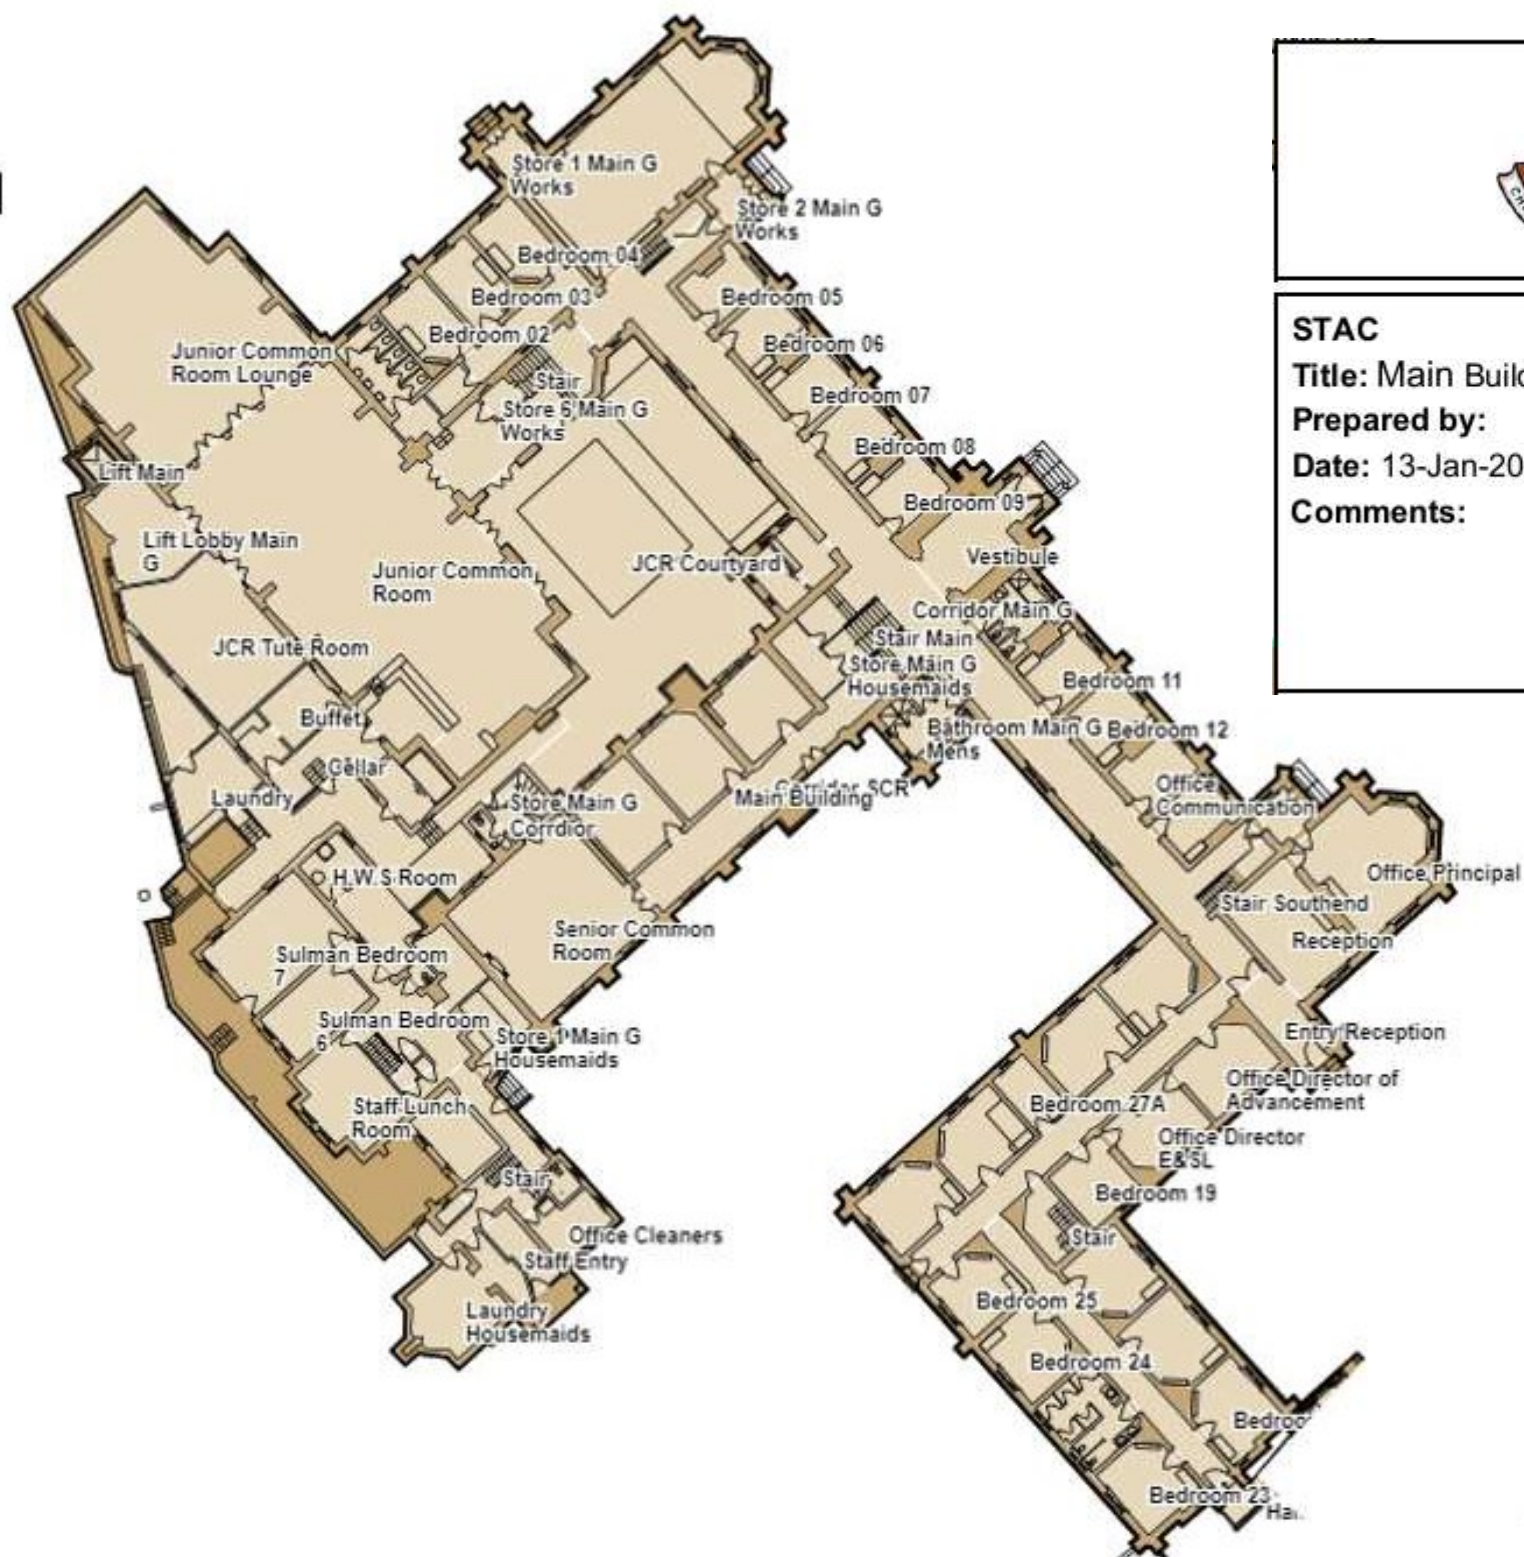 Store 1 Main G
Works
Store 2 Main G
Works
Bedroom 04
Bedroom 03
Bedroom 02
Bedroom 05
Bedroom 06
Bedroom 07
Bedroom 08
Bedroom 09
Junior Common
Room Lounge
Stair
Store 6 Main G
Works
Lift Main
Lift Lobby Main
G
Junior Common
Room
JCR Courtyard
Vestibule
Corridor Main G
Stair Main
Store Main G
Housemaids
JCR Tute Room
Bedroom 11
Bathroom Main G
Mens
Bedroom 12
Buffet
Cellar
Laundry
Store Main G
Corrdior
Main Building
Corridor SCR
Office
Communication
Office Principal
H.W.S Room
Stair Southend
Reception
Senior Common
Room
Sulman Bedroom
7
Sulman Bedroom
6
Store 1 Main G
Housemaids
Entry Reception
Office Director of
Advancement
Staff Lunch
Room
Bedroom 27A
Office Director
E&SL
Bedroom 19
Stair
Stair
Office Cleaners
Staff Entry
Laundry
Housemaids
Bedroom 25
Bedroom 24
Bedroom 23
STAC
Title: Main Build
Prepared by:
Date: 13-Jan-20
Comments: